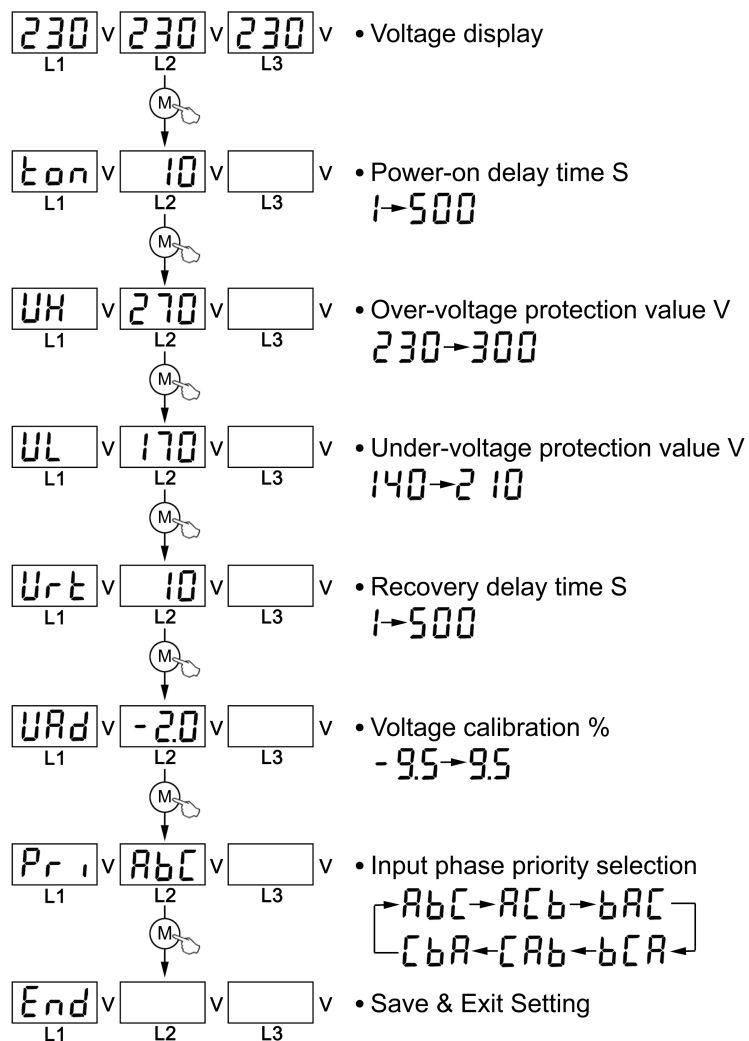 230 V 230 V 230 V • Voltage display
L1 L2 L3
M
ton V 10 V V • Power-on delay time S
L1 L2 L3
1→500
M
UH V 270 V V • Over-voltage protection value V
L1 L2 L3
230→300
M
UL V 170 V V • Under-voltage protection value V
L1 L2 L3
140→210
M
Urt V 10 V V • Recovery delay time S
L1 L2 L3
1→500
M
UAd V -2.0 V V • Voltage calibration %
L1 L2 L3
-9.5→9.5
M
Pri V AbC V V • Input phase priority selection
L1 L2 L3
→AbC→ACb→bAC
CbA←CAb←bCA←
M
End V V V • Save & Exit Setting
L1 L2 L3